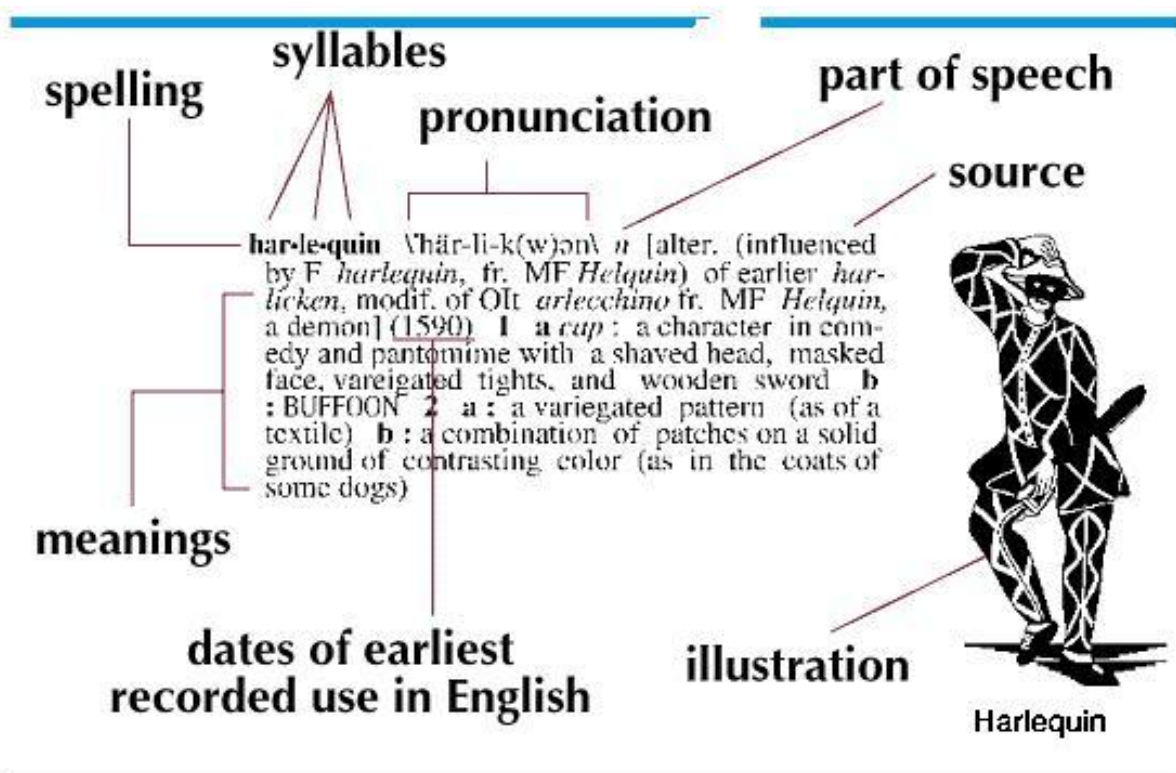 syllables
spelling
part of speech
pronunciation
source
har•le•quin \'här-li-k(w)ən\ n [alter. (influenced
by F harlequin, fr. MF Helquin) of earlier har-
licken, modif. of OIt arlecchino fr. MF Helquin,
a demon] (1590) 1 a cap : a character in com-
edy and pantomime with a shaved head, masked
face, vareigated tights, and wooden sword b
: BUFFOON 2 a : a variegated pattern (as of a
textile) b : a combination of patches on a solid
ground of contrasting color (as in the coats of
some dogs)
meanings
dates of earliest
recorded use in English
illustration
Harlequin